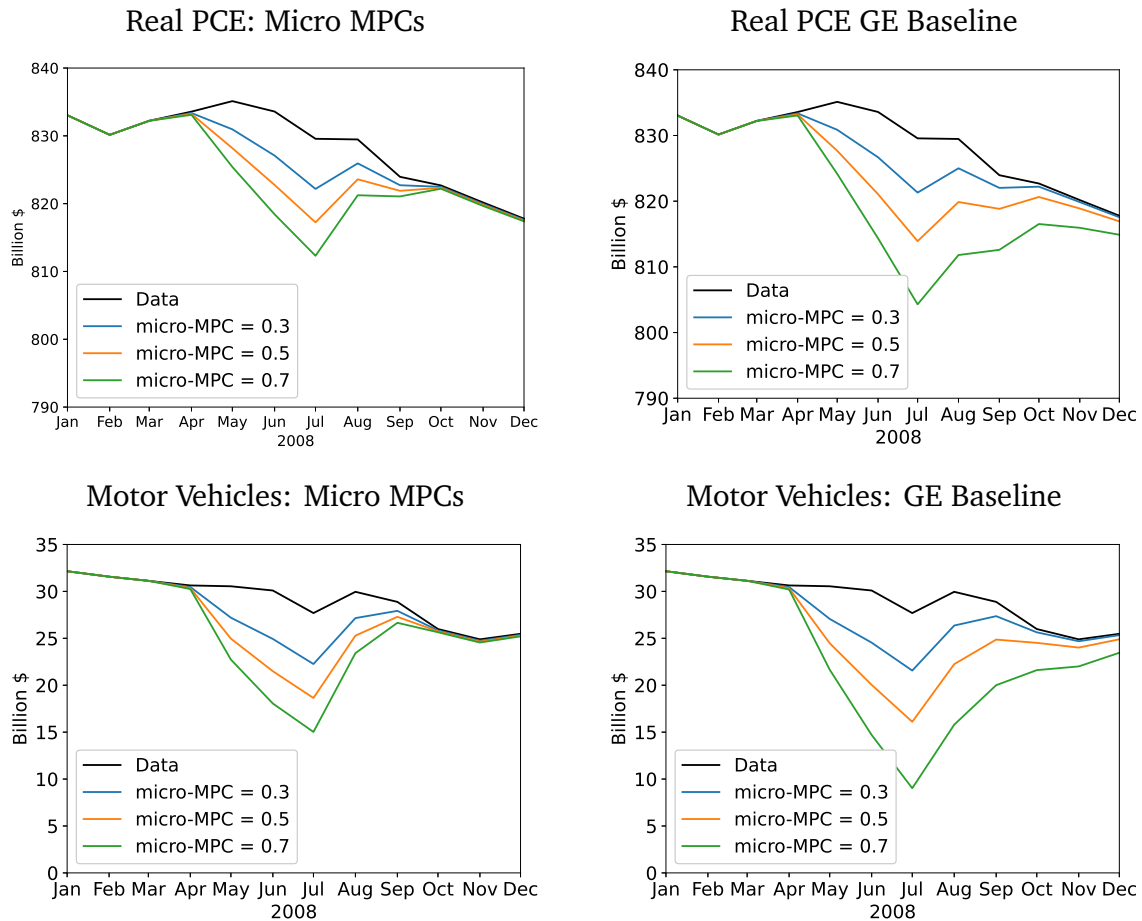 Real PCE: Micro MPCs
840
830
820
810
800
790
Billion $
Data
micro-MPC = 0.3
micro-MPC = 0.5
micro-MPC = 0.7
Jan Feb Mar Apr May Jun Jul Aug Sep Oct Nov Dec
2008
Real PCE GE Baseline
840
830
820
810
800
790
Billion $
Data
micro-MPC = 0.3
micro-MPC = 0.5
micro-MPC = 0.7
Jan Feb Mar Apr May Jun Jul Aug Sep Oct Nov Dec
2008
Motor Vehicles: Micro MPCs
35
30
25
20
15
10
5
0
Billion $
Data
micro-MPC = 0.3
micro-MPC = 0.5
micro-MPC = 0.7
Jan Feb Mar Apr May Jun Jul Aug Sep Oct Nov Dec
2008
Motor Vehicles: GE Baseline
35
30
25
20
15
10
5
0
Billion $
Data
micro-MPC = 0.3
micro-MPC = 0.5
micro-MPC = 0.7
Jan Feb Mar Apr May Jun Jul Aug Sep Oct Nov Dec
2008